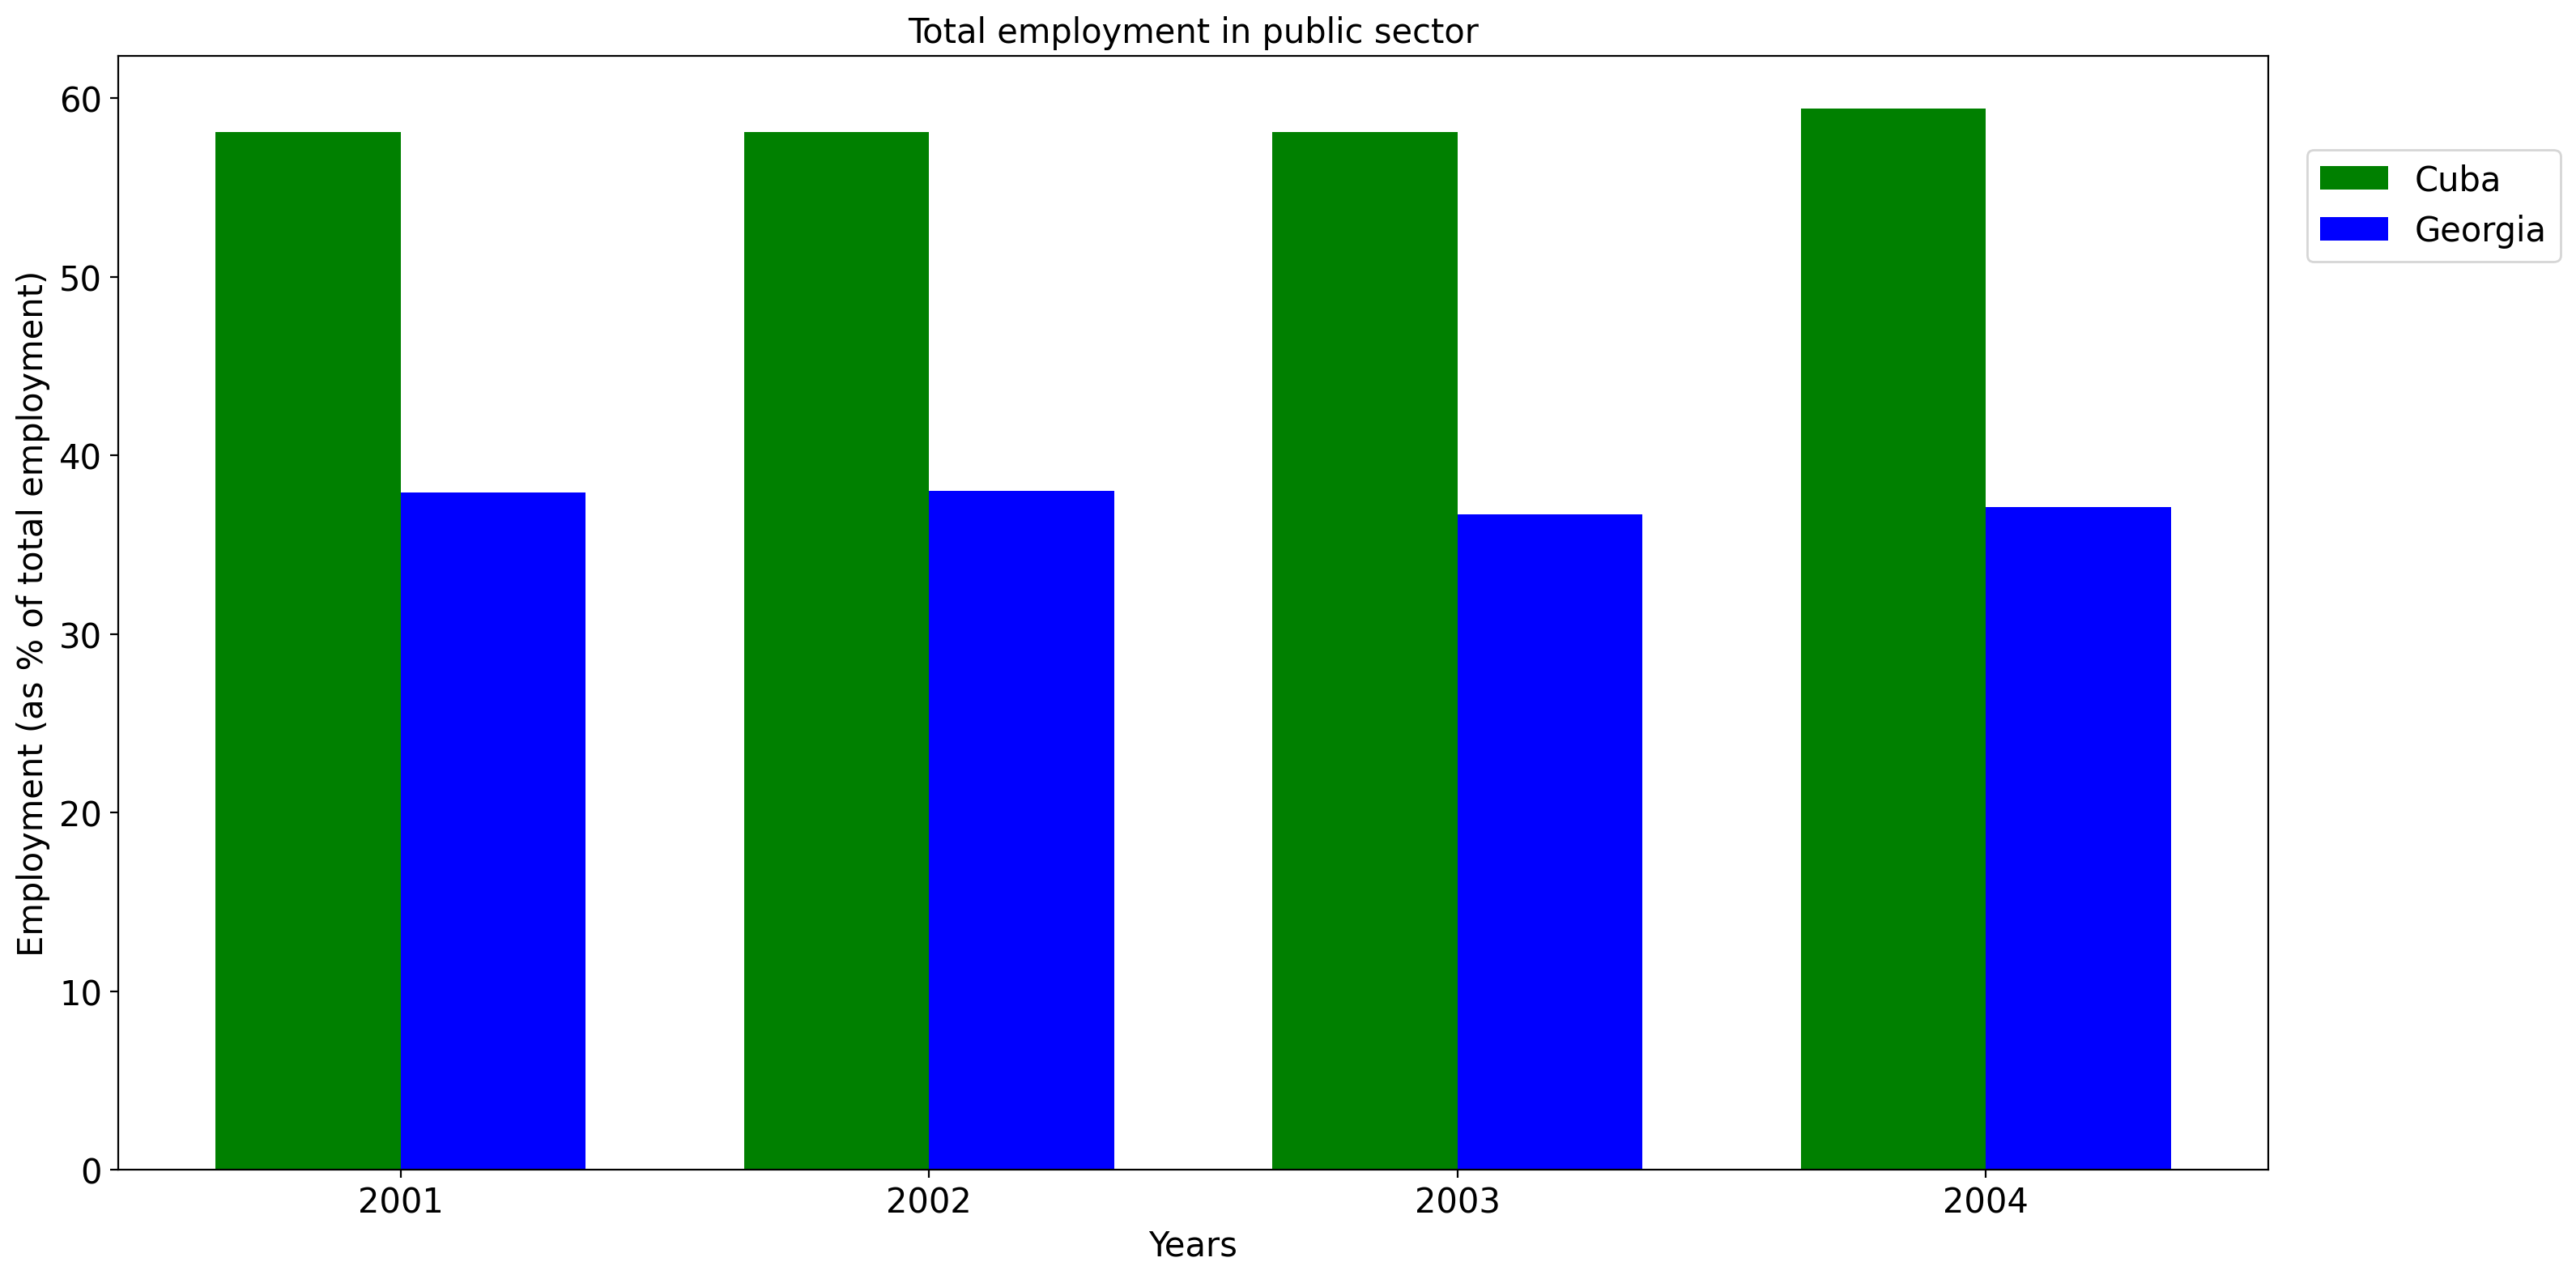 Total employment in public sector
60
50
40
30
20
10
0
Employment (as % of total employment)
2001
2002
2003
2004
Years
Cuba
Georgia